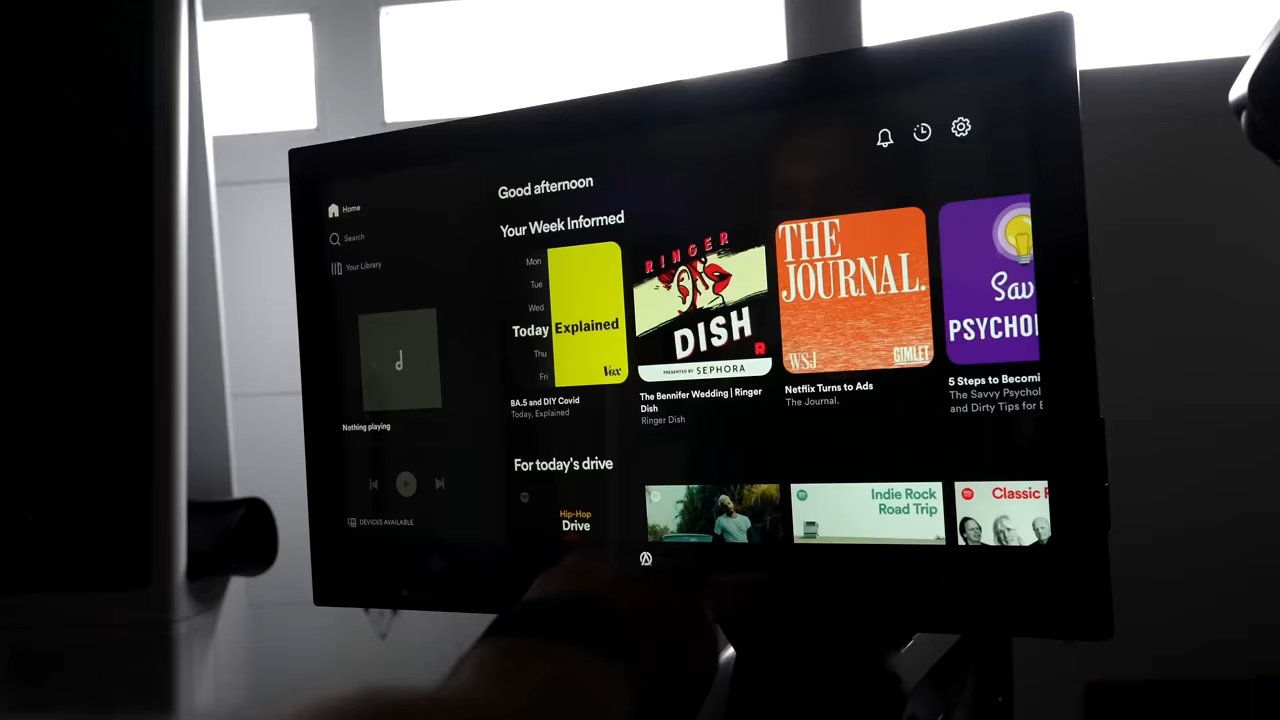 Home
Search
Your Library
Nothing playing
DEVICES AVAILABLE
Good afternoon
Your Week Informed
Mon
Tue
Wed
Today Explained
Thu
Fri
Vox
BA.5 and DIY Covid
Today, Explained
RINGER
DISH
R
PRESENTED BY SEPHORA
The Bennifer Wedding | Ringer
Dish
Ringer Dish
THE
JOURNAL.
WSJ
GIMLET
Netflix Turns to Ads
The Journal.
Sav
PSYCHO
5 Steps to Becomi
The Savvy Psychol
and Dirty Tips for
For today's drive
Hip-Hop
Drive
Indie Rock
Road Trip
Classic